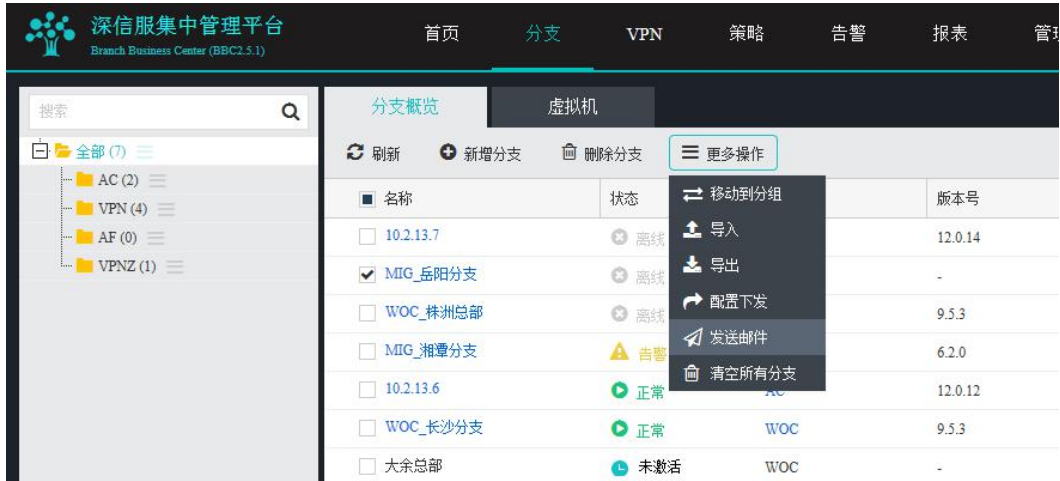 深信服集中管理平台
Branch Business Center (BBC2.5.1)
首页 分支 VPN 策略 告警 报表
搜索
全部 (7)
AC (2)
VPN (4)
AF (0)
VPNZ (1)
分支概览 虚拟机
刷新 新增分支 删除分支 更多操作
名称 状态 版本号
移动到分组
导入
导出
配置下发
发送邮件
清空所有分支
10.2.13.7 离线 12.0.14
MIG_岳阳分支 离线 -
WOC_株洲总部 离线 9.5.3
MIG_湘潭分支 告警 6.2.0
10.2.13.6 正常 AC 12.0.12
WOC_长沙分支 正常 WOC 9.5.3
大余总部 未激活 WOC -